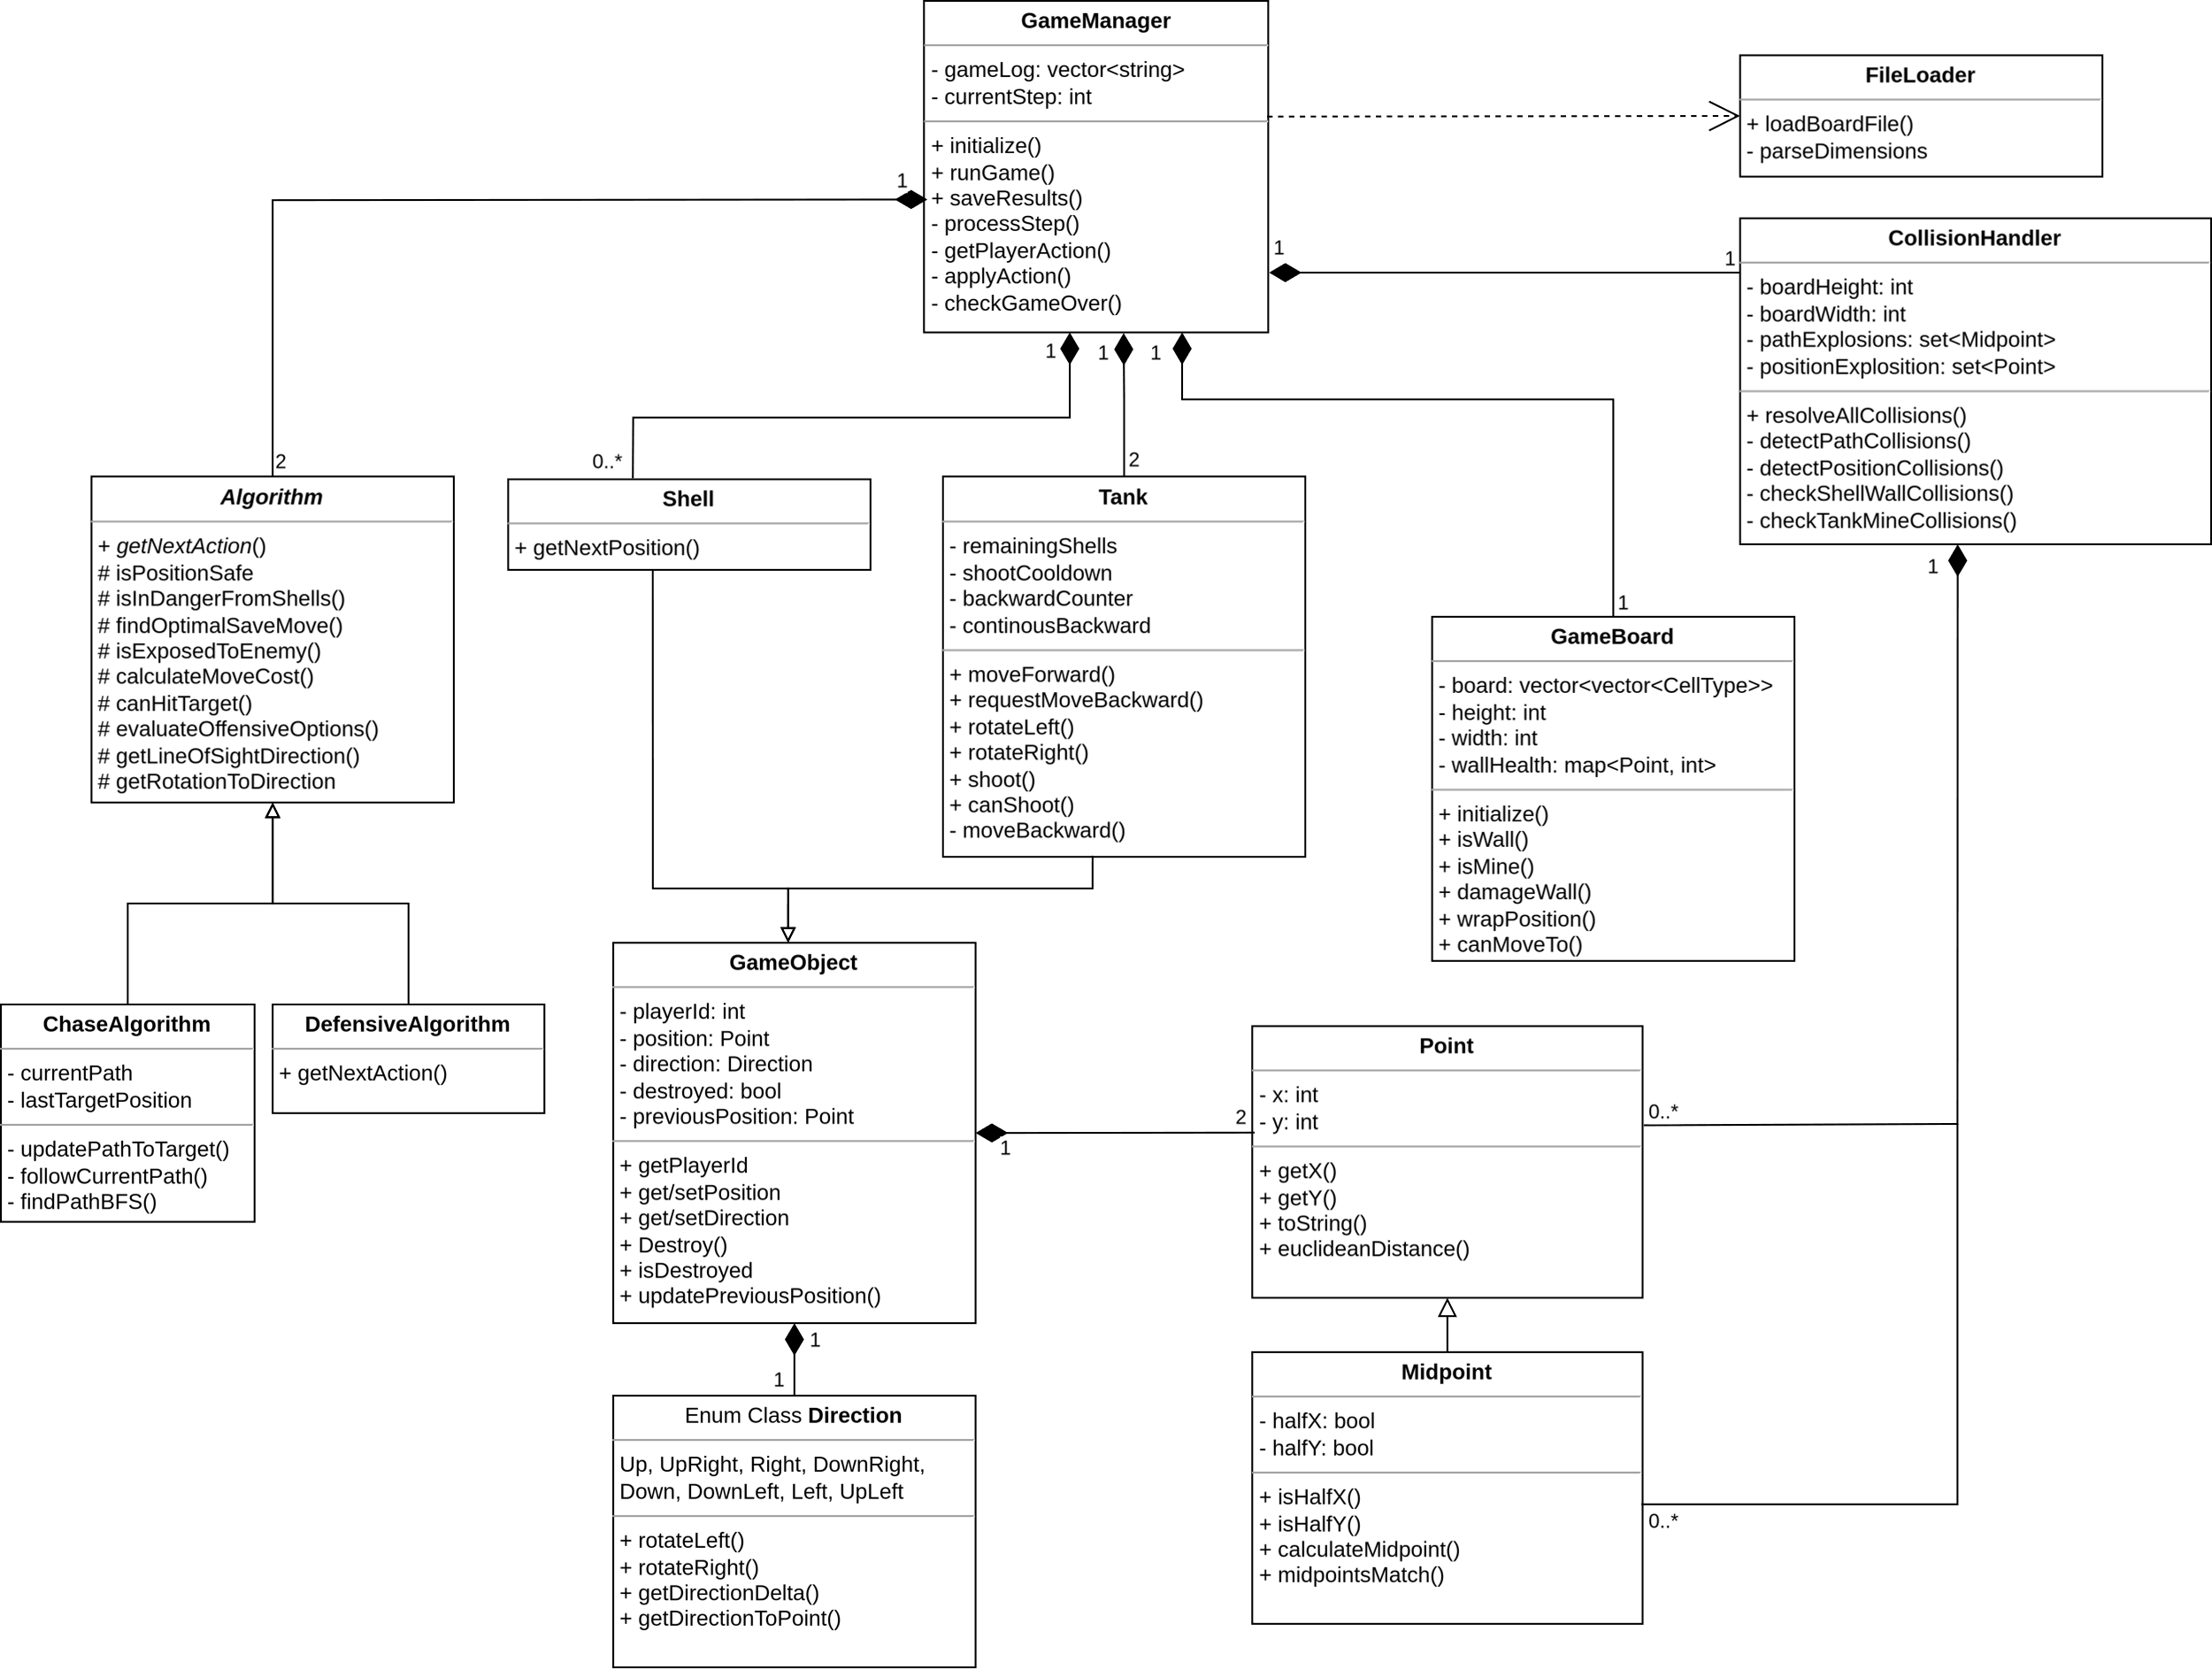 GameManager
- gameLog: vector<string>
- currentStep: int
+ initialize()
+ runGame()
+ saveResults()
- processStep()
- getPlayerAction()
- applyAction()
- checkGameOver()
1
1
1
1
1
FileLoader
+ loadBoardFile()
- parseDimensions
1
CollisionHandler
- boardHeight: int
- boardWidth: int
- pathExplosions: set<Midpoint>
- positionExplosion: set<Point>
+ resolveAllCollisions()
- detectPathCollisions()
- detectPositionCollisions()
- checkShellWallCollisions()
- checkTankMineCollisions()
1
2
Algorithm
+ getNextAction()
# isPositionSafe
# isInDangerFromShells()
# findOptimalSaveMove()
# isExposedToEnemy()
# calculateMoveCost()
# canHitTarget()
# evaluateOffensiveOptions()
# getLineOfSightDirection()
# getRotationToDirection
0..*
Shell
+ getNextPosition()
2
Tank
- remainingShells
- shootCooldown
- backwardCounter
- continousBackward
+ moveForward()
+ requestMoveBackward()
+ rotateLeft()
+ rotateRight()
+ shoot()
+ canShoot()
- moveBackward()
1
GameBoard
- board: vector<vector<CellType>>
- height: int
- width: int
- wallHealth: map<Point, int>
+ initialize()
+ isWall()
+ isMine()
+ damageWall()
+ wrapPosition()
+ canMoveTo()
ChaseAlgorithm
- currentPath
- lastTargetPosition
- updatePathToTarget()
- followCurrentPath()
- findPathBFS()
DefensiveAlgorithm
+ getNextAction()
GameObject
- playerId: int
- position: Point
- direction: Direction
- destroyed: bool
- previousPosition: Point
+ getPlayerId
+ get/setPosition
+ get/setDirection
+ Destroy()
+ isDestroyed
+ updatePreviousPosition()
1
2
1
1
Point
- x: int
- y: int
+ getX()
+ getY()
+ toString()
+ euclideanDistance()
0..*
Enum Class Direction
Up, UpRight, Right, DownRight,
Down, DownLeft, Left, UpLeft
+ rotateLeft()
+ rotateRight()
+ getDirectionDelta()
+ getDirectionToPoint()
Midpoint
- halfX: bool
- halfY: bool
+ isHalfX()
+ isHalfY()
+ calculateMidpoint()
+ midpointsMatch()
0..*